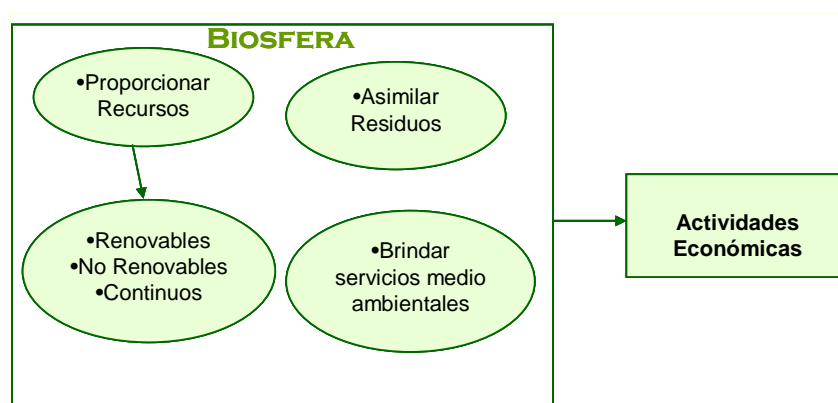 BIOSFERA
•Proporcionar
Recursos
•Asimilar
Residuos
•Renovables
•No Renovables
•Continuos
•Brindar
servicios medio
ambientales
Actividades
Económicas